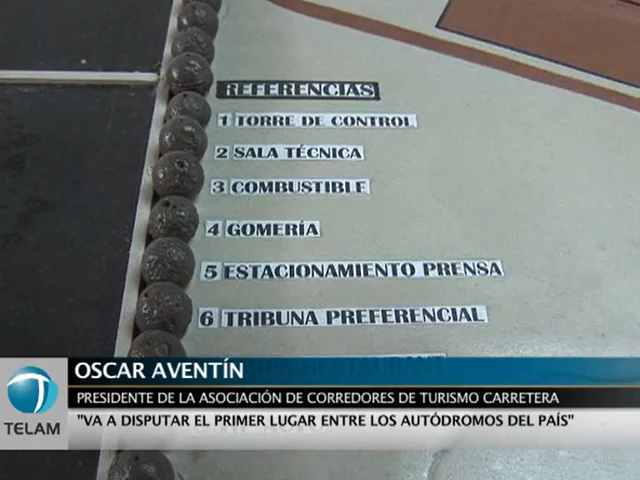 REFERENCIAS
1 TORRE DE CONTROL
2 SALA TÉCNICA
3 COMBUSTIBLE
4 GOMERÍA
5 ESTACIONAMIENTO PRENSA
6 TRIBUNA PREFERENCIAL
OSCAR AVENTÍN
PRESIDENTE DE LA ASOCIACIÓN DE CORREDORES DE TURISMO CARRETERA
"VA A DISPUTAR EL PRIMER LUGAR ENTRE LOS AUTÓDROMOS DEL PAÍS"
TELAM